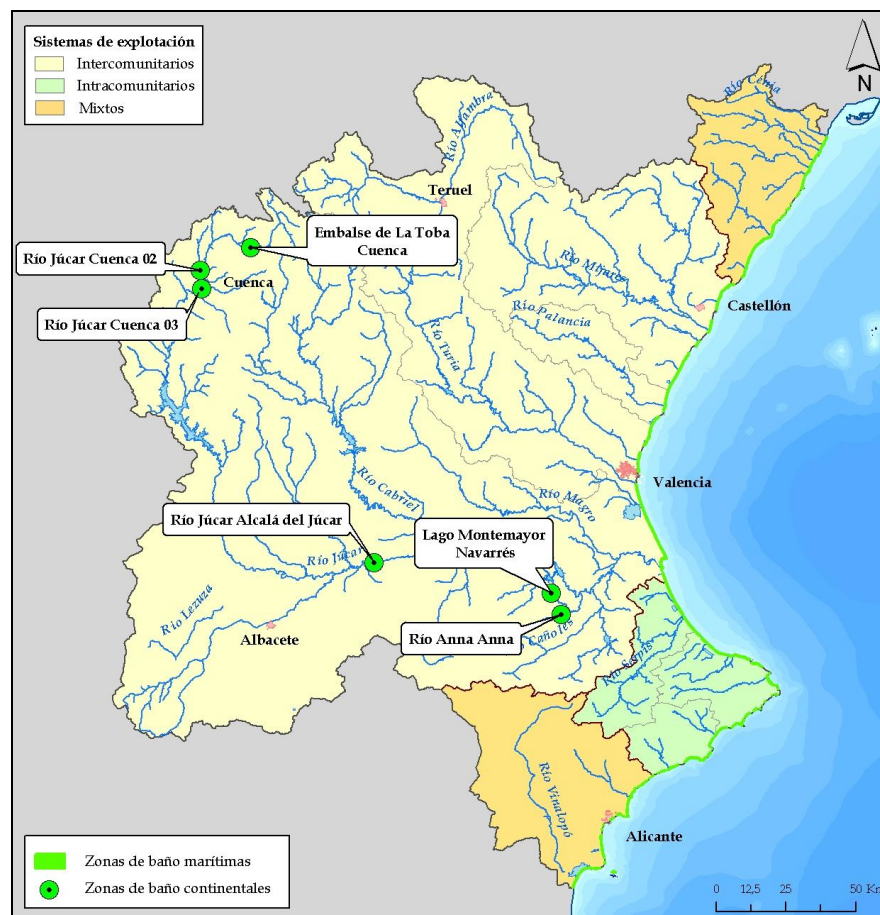 Sistemas de explotación
Intercomunitarios
Intracomunitarios
Mixtos
N
Río Cénia
Río Alfambra
Teruel
Embalse de La Toba
Cuenca
Río Júcar Cuenca 02
Cuenca
Río Júcar Cuenca 03
Río Mijares
Castellón
Río Palancia
Río Turia
Valencia
Río Cabriel
Río Magro
Río Júcar Alcalá del Júcar
Lago Montemayor
Navarrés
Río Júcar
Río Lezuza
Albacete
Río Anna Anna
Cañoles
Río Serpis
Río Vinalopó
Alicante
Zonas de baño marítimas
Zonas de baño continentales
0 12,5 25 50 Km